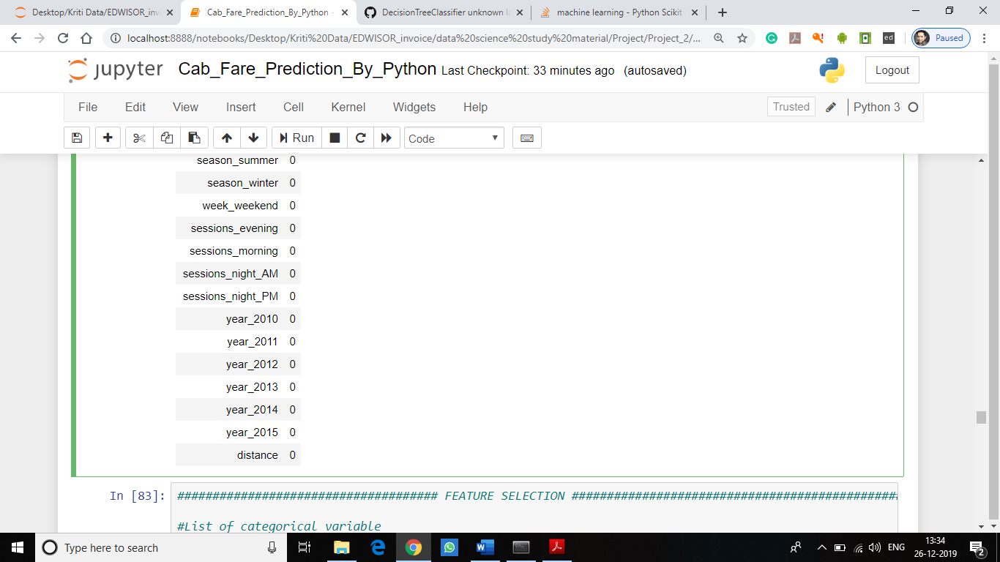 Desktop/Kriti Data/EDWISOR_inv
Cab_Fare_Prediction_By_Python -
DecisionTreeClassifier unknown l
machine learning - Python Scikit
localhost:8888/notebooks/Desktop/Kriti%20Data/EDWISOR_invoice/data%20science%20study%20material/Project/Project_2/...
ed
Paused
jupyter Cab_Fare_Prediction_By_Python Last Checkpoint: 33 minutes ago (autosaved)
Logout
File Edit View Insert Cell Kernel Widgets Help
Trusted
Python 3
Run
Code
season_summer 0
season_winter 0
week_weekend 0
sessions_evening 0
sessions_morning 0
sessions_night_AM 0
sessions_night_PM 0
year_2010 0
year_2011 0
year_2012 0
year_2013 0
year_2014 0
year_2015 0
distance 0
In [83]: ##################################### FEATURE SELECTION ###############################################
#List of categorical variable
Type here to search
ENG
13:34
26-12-2019
2